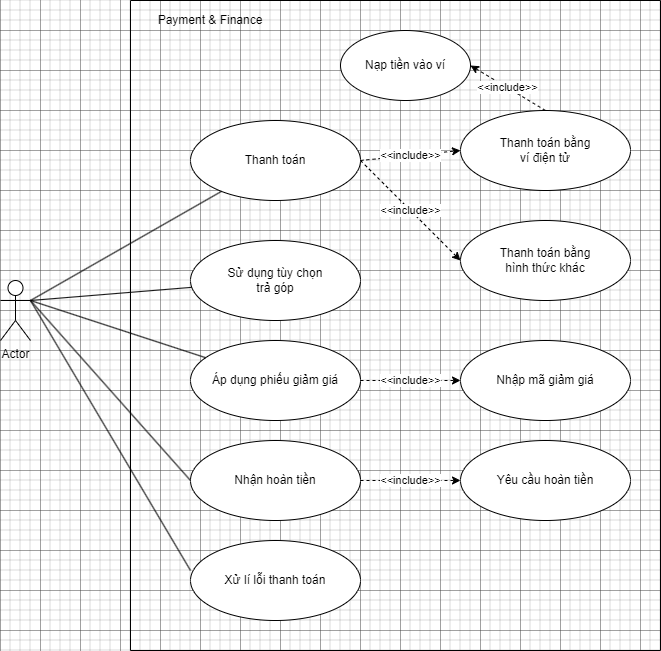 Payment & Finance
Nạp tiền vào ví
<<include>>
Thanh toán
<<include>>
Thanh toán bằng
ví điện tử
<<include>>
Thanh toán bằng
hình thức khác
Sử dụng tùy chọn
trả góp
Actor
Áp dụng phiếu giảm giá
<<include>>
Nhập mã giảm giá
Nhận hoàn tiền
<<include>>
Yêu cầu hoàn tiền
Xử lí lỗi thanh toán